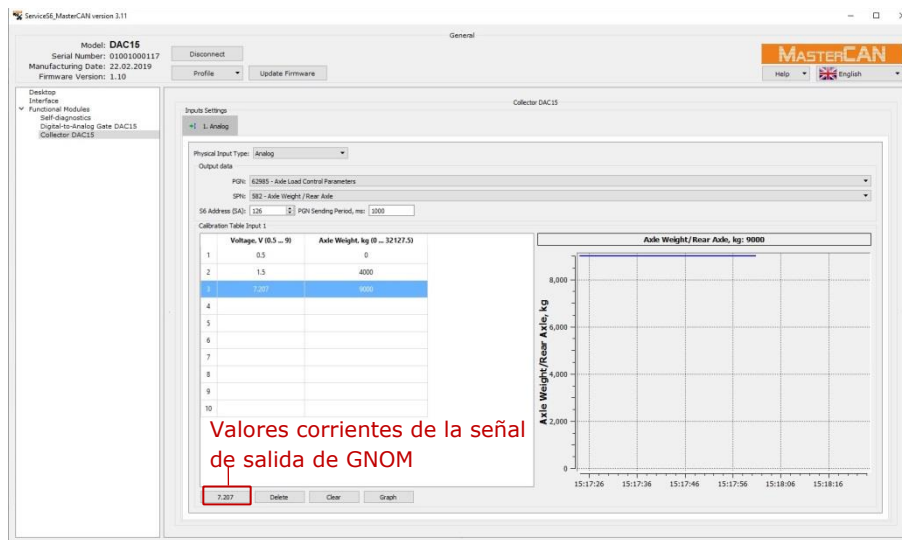 ServiceS6_MasterCAN version 3.11
General
Model: DAC15
Serial Number: 01001000117
Manufacturing Date: 22.02.2019
Firmware Version: 1.10
Disconnect
Profile
Update Firmware
MASTERCAN
Help
English
Desktop
Interface
Functional Modules
Self-diagnostics
Digital-to-Analog Gate DAC15
Collector DAC15
Collector DAC15
Inputs Settings
1. Analog
Physical Input Type: Analog
Output data
PGN: 62985 - Axle Load Control Parameters
SPN: 582 - Axle Weight / Rear Axle
S6 Address (SA): 126 PGN Sending Period, ms: 1000
Calibration Table Input 1
Voltage, V (0.5 ... 9) Axle Weight, kg (0 ... 32127.5)
1 0.5 0
2 1.5 4000
3 7.207 9000
4
5
6
7
8
9
10
Valores corrientes de la señal
de salida de GNOM
7.207 Delete Clear Graph
Axle Weight/Rear Axle, kg: 9000
Axle Weight/Rear Axle, kg
8,000
6,000
4,000
2,000
0
15:17:26 15:17:36 15:17:46 15:17:56 15:18:06 15:18:16